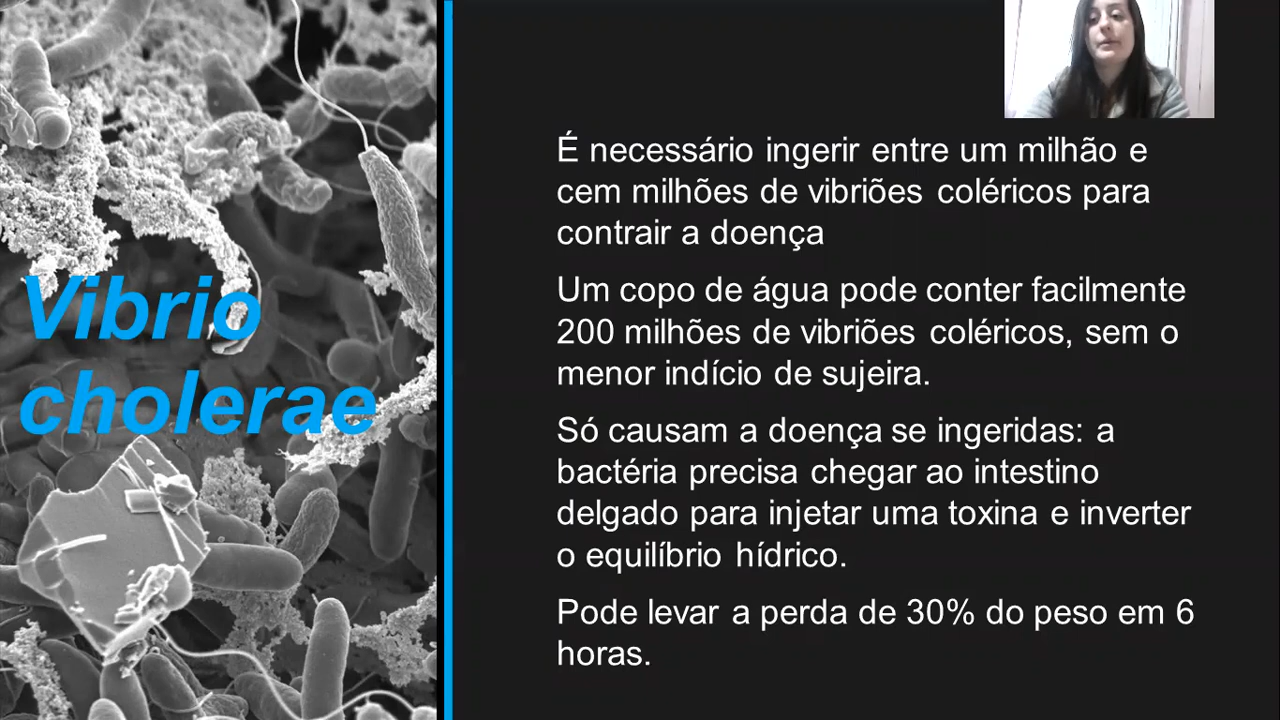 Vibrio
cholerae
É necessário ingerir entre um milhão e
cem milhões de vibriões coléricos para
contrair a doença
Um copo de água pode conter facilmente
200 milhões de vibriões coléricos, sem o
menor indício de sujeira.
Só causam a doença se ingeridas: a
bactéria precisa chegar ao intestino
delgado para injetar uma toxina e inverter
o equilíbrio hídrico.
Pode levar a perda de 30% do peso em 6
horas.